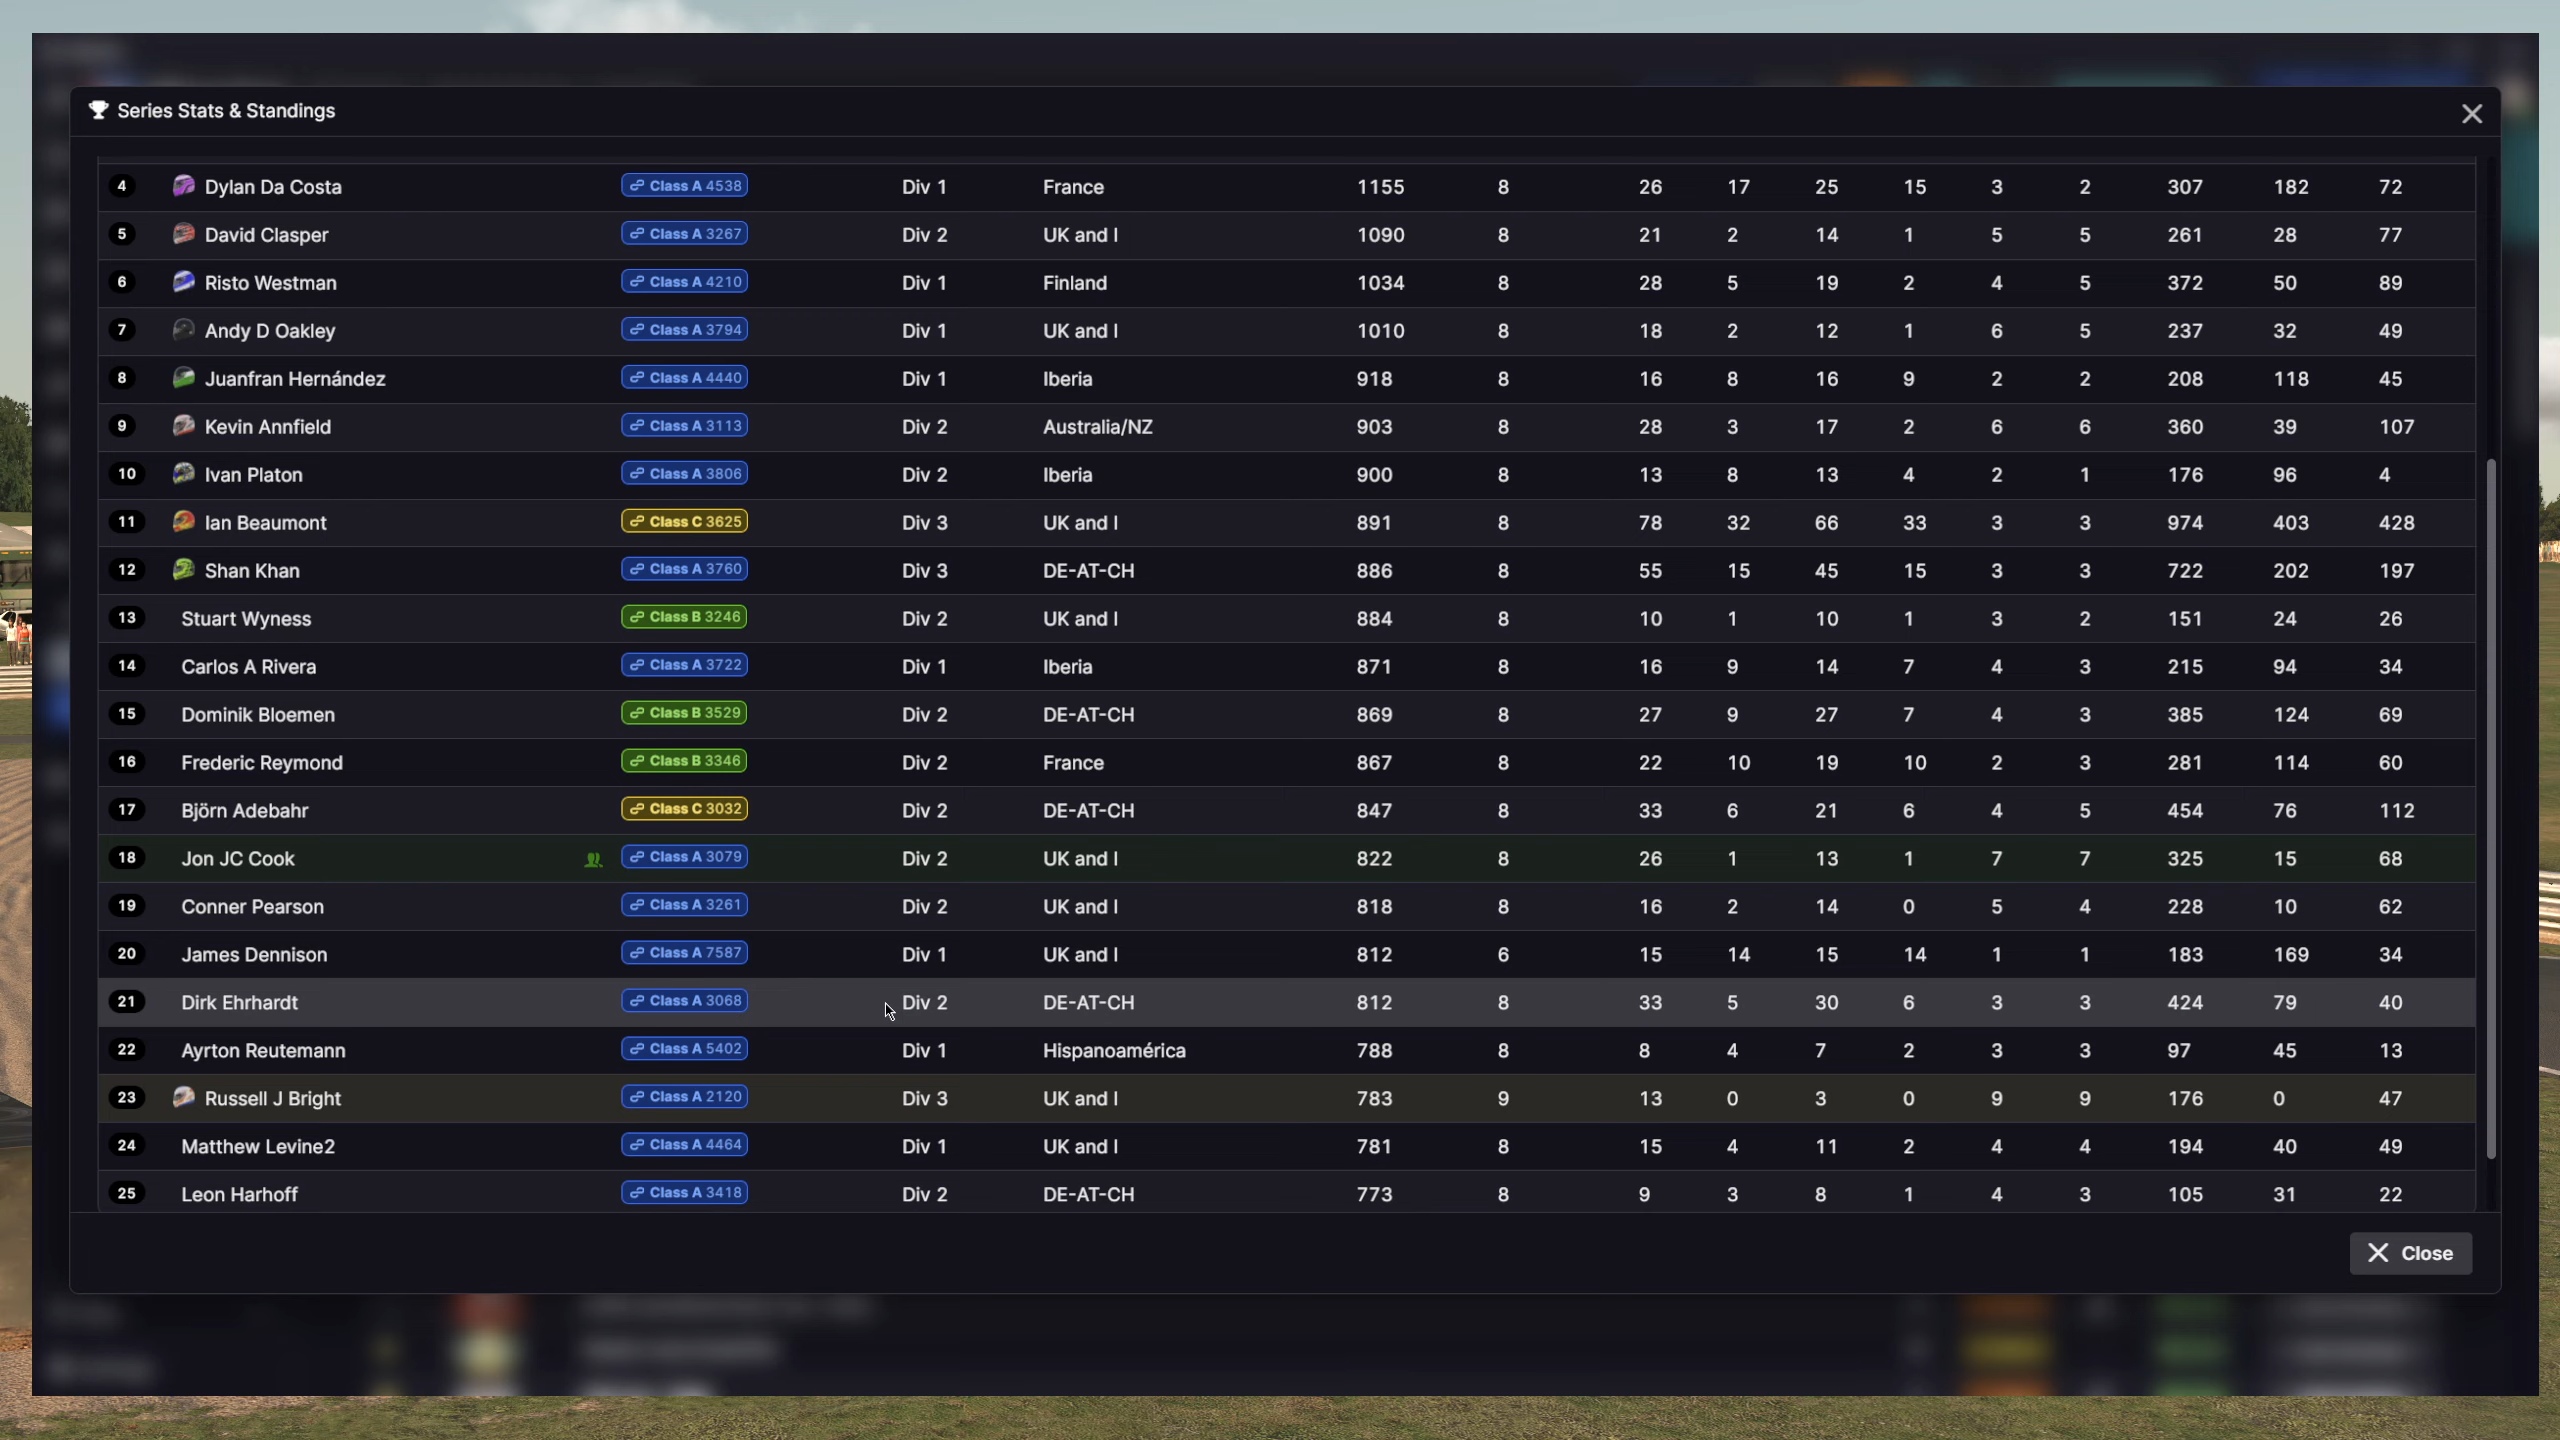 Series Stats & Standings
4 Dylan Da Costa Class A 4538 Div 1 France 1155 8 26 17 25 15 3 2 307 182 72
5 David Clasper Class A 3267 Div 2 UK and I 1090 8 21 2 14 1 5 5 261 28 77
6 Risto Westman Class A 4210 Div 1 Finland 1034 8 28 5 19 2 4 5 372 50 89
7 Andy D Oakley Class A 3794 Div 1 UK and I 1010 8 18 2 12 1 6 5 237 32 49
8 Juanfran Hernández Class A 4440 Div 1 Iberia 918 8 16 8 16 9 2 2 208 118 45
9 Kevin Annfield Class A 3113 Div 2 Australia/NZ 903 8 28 3 17 2 6 6 360 39 107
10 Ivan Platon Class A 3806 Div 2 Iberia 900 8 13 8 13 4 2 1 176 96 4
11 Ian Beaumont Class C 3625 Div 3 UK and I 891 8 78 32 66 33 3 3 974 403 428
12 Shan Khan Class A 3760 Div 3 DE-AT-CH 886 8 55 15 45 15 3 3 722 202 197
13 Stuart Wyness Class B 3246 Div 2 UK and I 884 8 10 1 10 1 3 2 151 24 26
14 Carlos A Rivera Class A 3722 Div 1 Iberia 871 8 16 9 14 7 4 3 215 94 34
15 Dominik Bloemen Class B 3529 Div 2 DE-AT-CH 869 8 27 9 27 7 4 3 385 124 69
16 Frederic Reymond Class B 3346 Div 2 France 867 8 22 10 19 10 2 3 281 114 60
17 Björn Adebahr Class C 3032 Div 2 DE-AT-CH 847 8 33 6 21 6 4 5 454 76 112
18 Jon JC Cook Class A 3079 Div 2 UK and I 822 8 26 1 13 1 7 7 325 15 68
19 Conner Pearson Class A 3261 Div 2 UK and I 818 8 16 2 14 0 5 4 228 10 62
20 James Dennison Class A 7587 Div 1 UK and I 812 6 15 14 15 14 1 1 183 169 34
21 Dirk Ehrhardt Class A 3068 Div 2 DE-AT-CH 812 8 33 5 30 6 3 3 424 79 40
22 Ayrton Reutemann Class A 5402 Div 1 Hispanoamérica 788 8 8 4 7 2 3 3 97 45 13
23 Russell J Bright Class A 2120 Div 3 UK and I 783 9 13 0 3 0 9 9 176 0 47
24 Matthew Levine2 Class A 4464 Div 1 UK and I 781 8 15 4 11 2 4 4 194 40 49
25 Leon Harhoff Class A 3418 Div 2 DE-AT-CH 773 8 9 3 8 1 4 3 105 31 22
Close